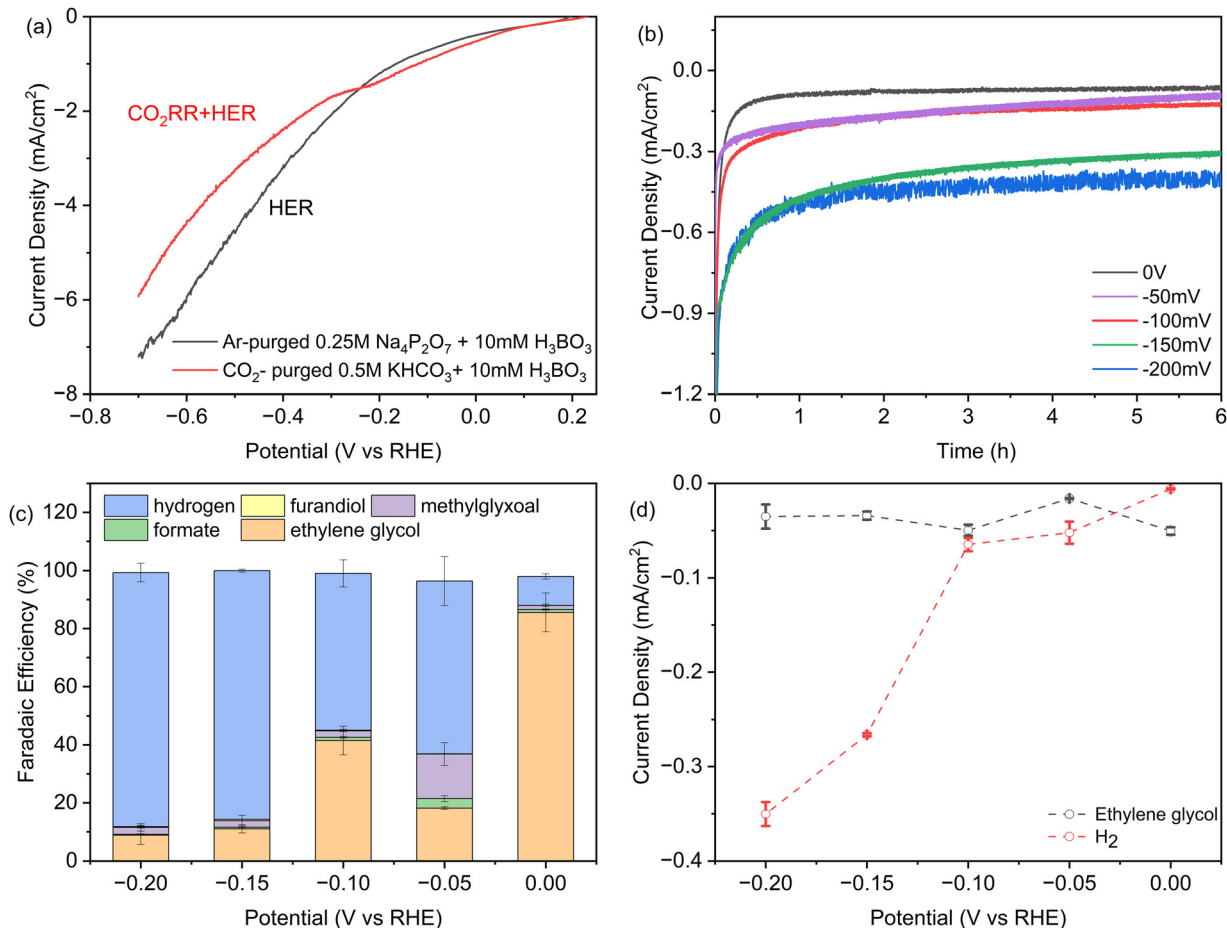 (a)
0
−2
−4
−6
−8
Current Density (mA/cm2)
CO2RR+HER
HER
Ar-purged 0.25M Na4P2O7 + 10mM H3BO3
CO2- purged 0.5M KHCO3+ 10mM H3BO3
−0.8 −0.6 −0.4 −0.2 0.0 0.2
Potential (V vs RHE)
(b)
0.0
−0.3
−0.6
−0.9
−1.2
Current Density (mA/cm2)
0V
-50mV
-100mV
-150mV
-200mV
0 1 2 3 4 5 6
Time (h)
(c)
hydrogen furandiol methylglyxoal
formate ethylene glycol
120
100
80
60
40
20
0
Faradaic Efficiency (%)
−0.20 −0.15 −0.10 −0.05 0.00
Potential (V vs RHE)
(d)
0.0
−0.1
−0.2
−0.3
−0.4
Current Density (mA/cm2)
Ethylene glycol
H2
−0.20 −0.15 −0.10 −0.05 0.00
Potential (V vs RHE)